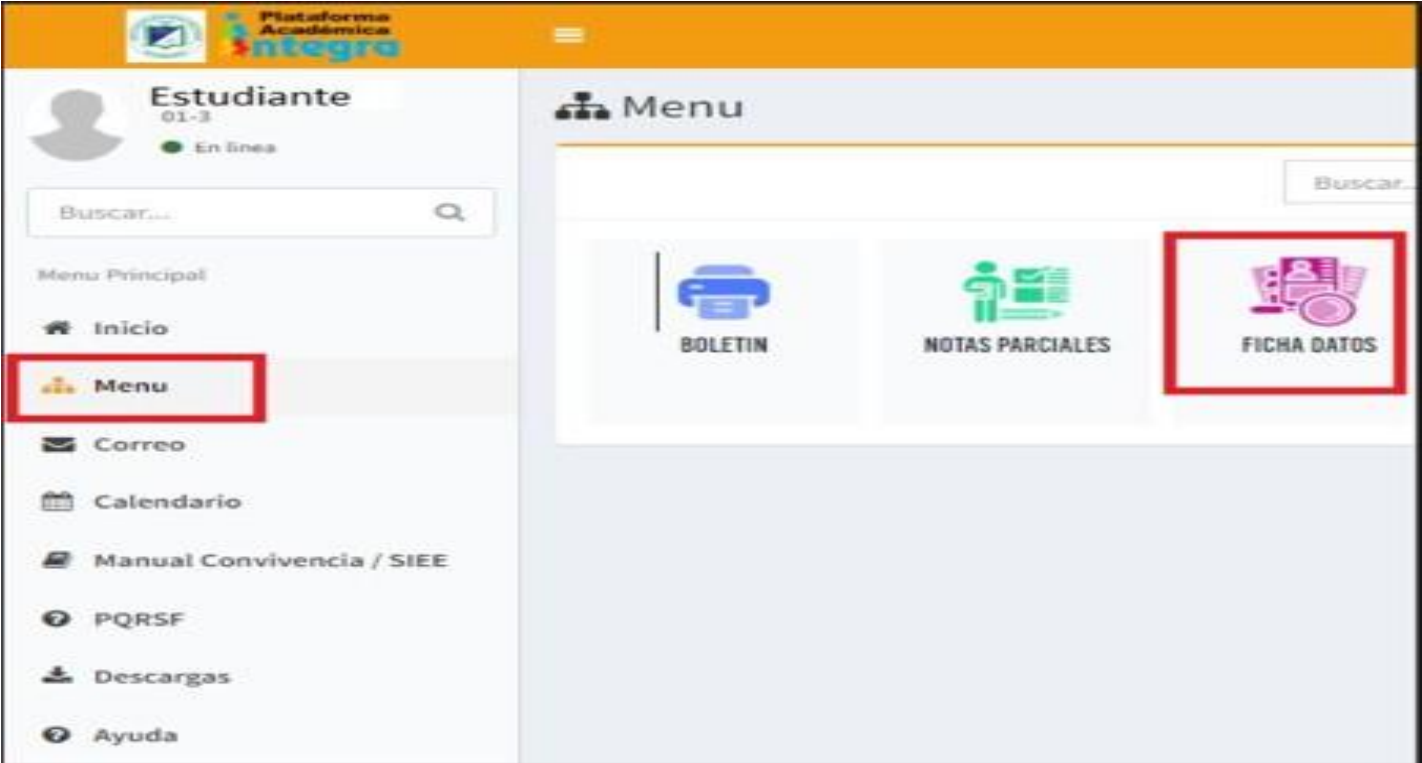 Plataforma
Académica
integra
Estudiante
01-3
En linea
Buscar...
Menu Principal
Inicio
Menu
Correo
Calendario
Manual Convivencia / SIEE
PQRSF
Descargas
Ayuda
Menu
Buscar..
BOLETIN
NOTAS PARCIALES
FICHA DATOS